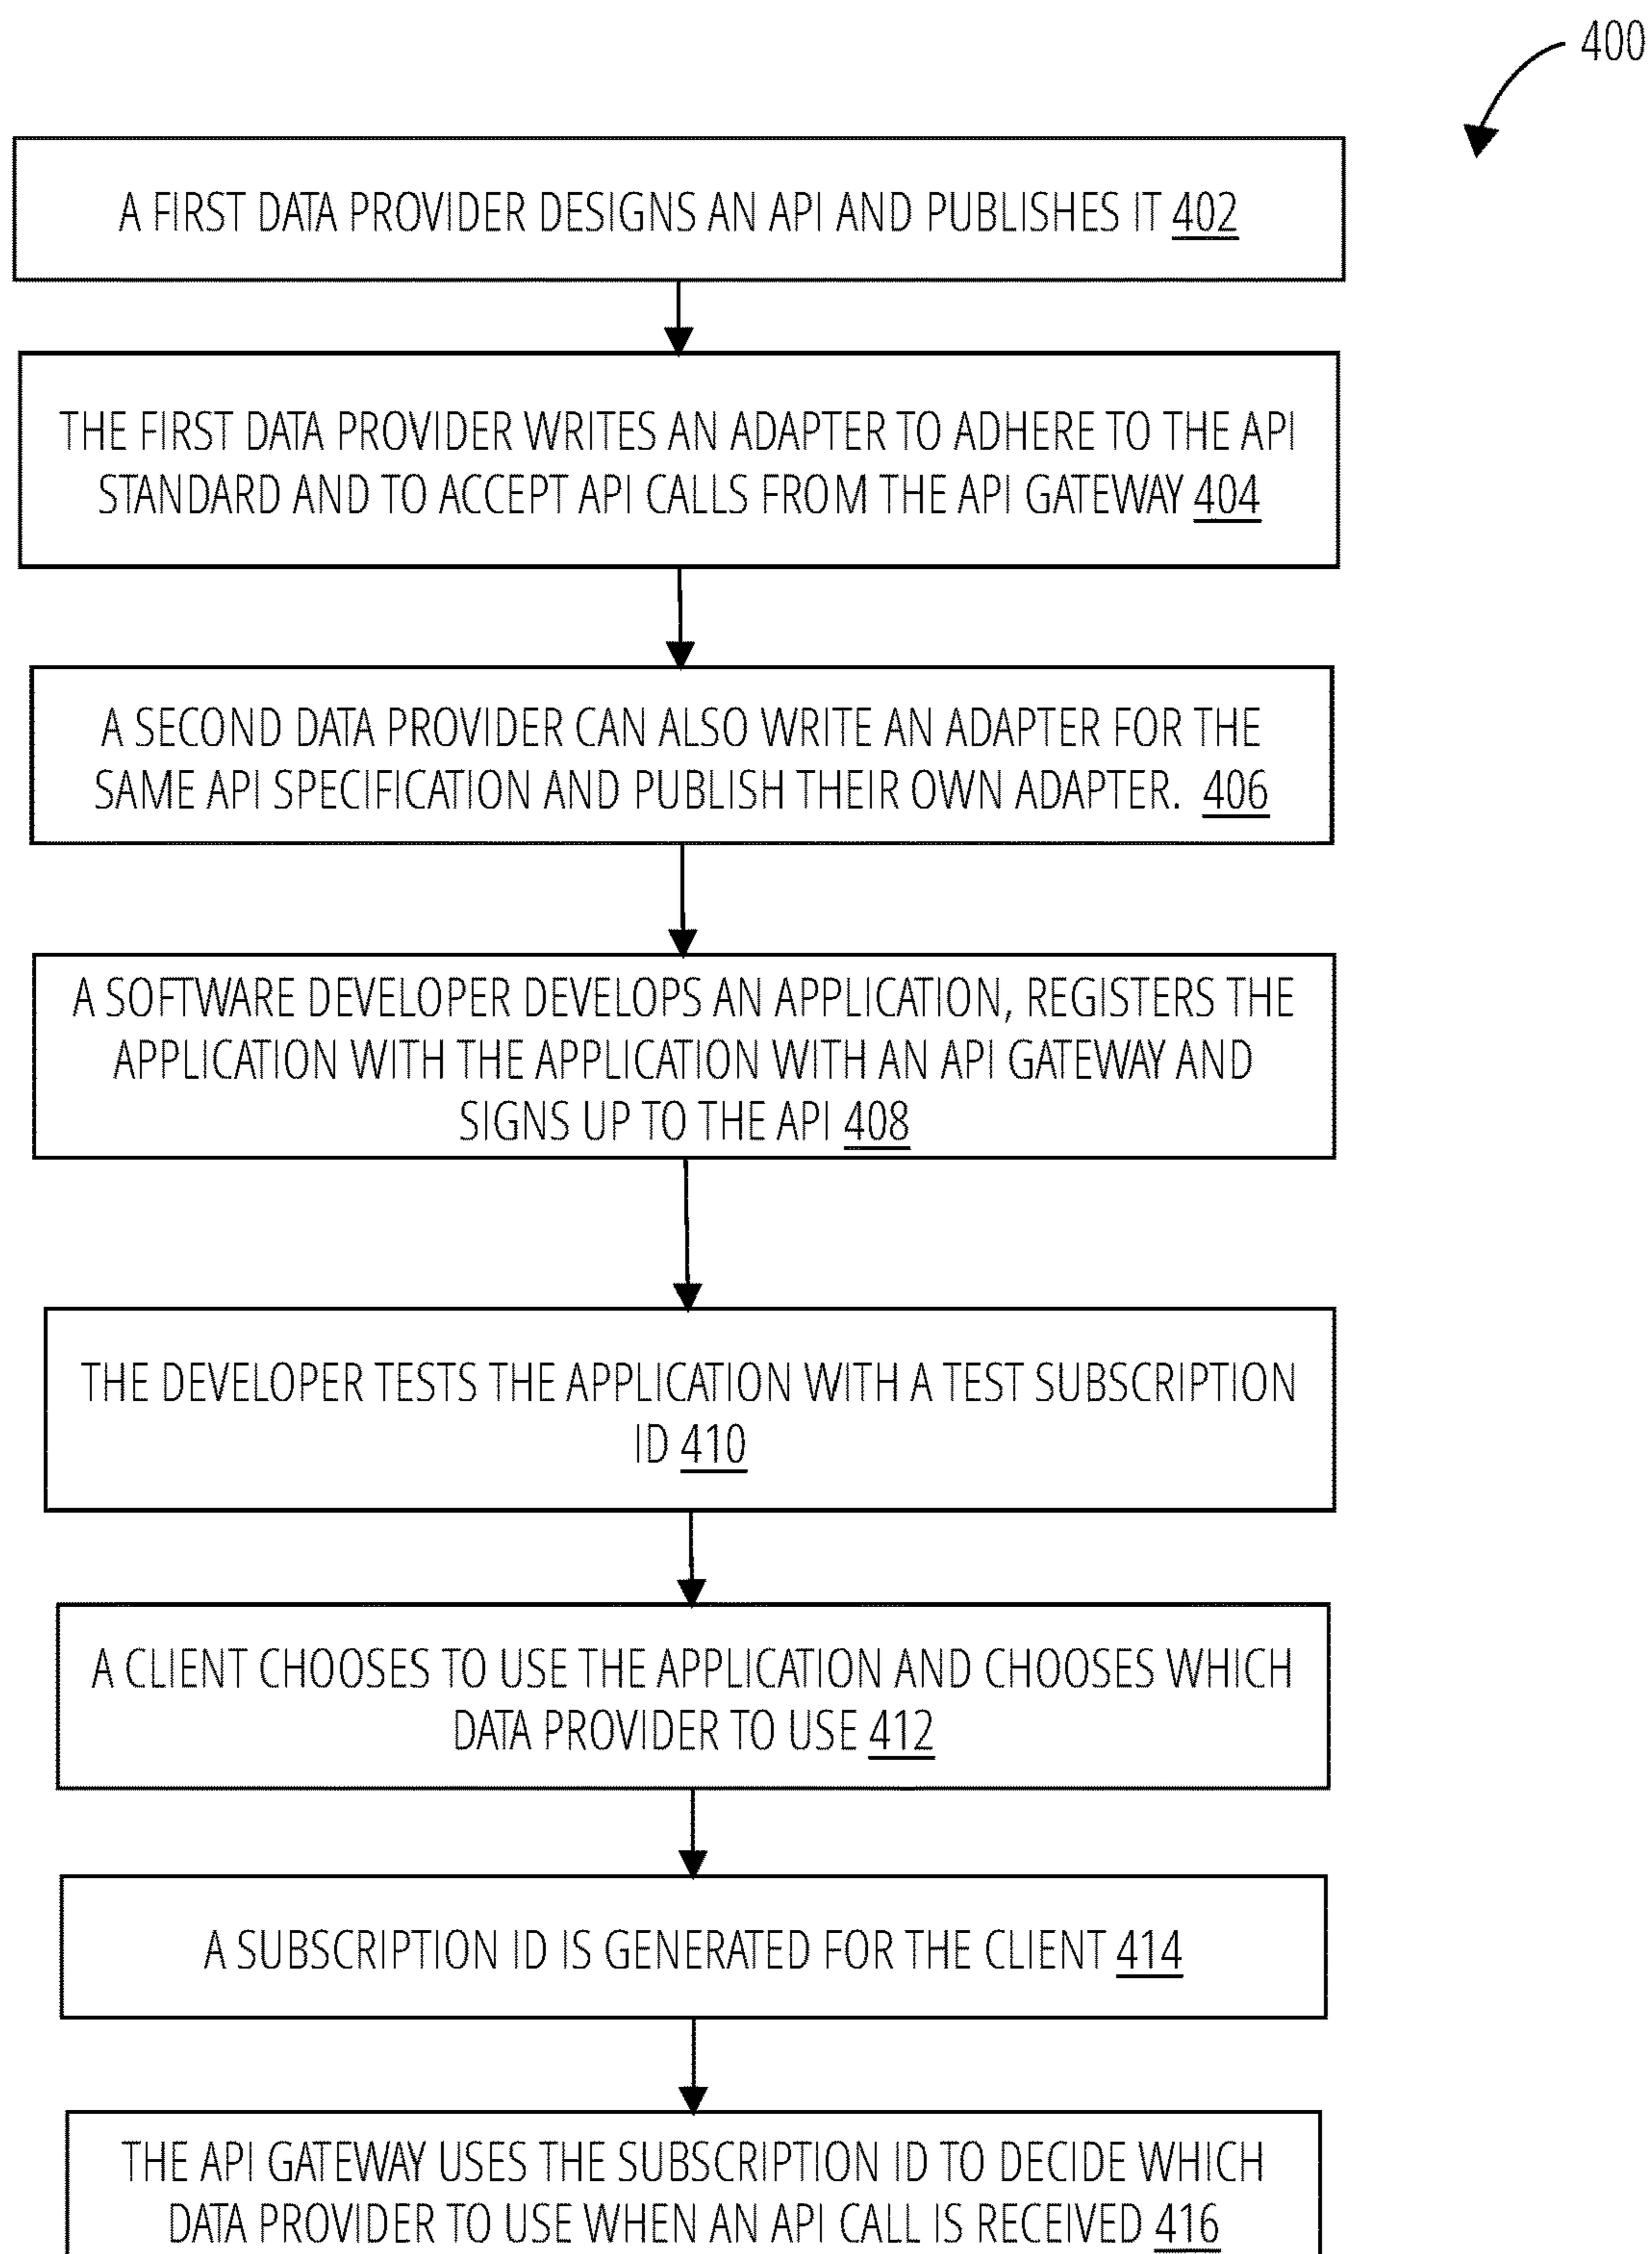 400
A FIRST DATA PROVIDER DESIGNS AN API AND PUBLISHES IT 402
THE FIRST DATA PROVIDER WRITES AN ADAPTER TO ADHERE TO THE API
STANDARD AND TO ACCEPT API CALLS FROM THE API GATEWAY 404
A SECOND DATA PROVIDER CAN ALSO WRITE AN ADAPTER FOR THE
SAME API SPECIFICATION AND PUBLISH THEIR OWN ADAPTER. 406
A SOFTWARE DEVELOPER DEVELOPS AN APPLICATION, REGISTERS THE
APPLICATION WITH THE APPLICATION WITH AN API GATEWAY AND
SIGNS UP TO THE API 408
THE DEVELOPER TESTS THE APPLICATION WITH A TEST SUBSCRIPTION
ID 410
A CLIENT CHOOSES TO USE THE APPLICATION AND CHOOSES WHICH
DATA PROVIDER TO USE 412
A SUBSCRIPTION ID IS GENERATED FOR THE CLIENT 414
THE API GATEWAY USES THE SUBSCRIPTION ID TO DECIDE WHICH
DATA PROVIDER TO USE WHEN AN API CALL IS RECEIVED 416